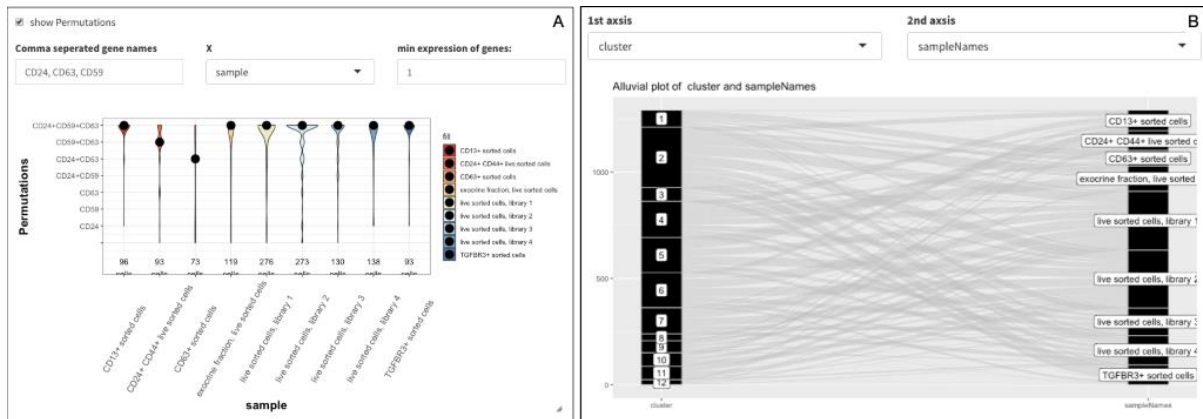 show Permutations
A
Comma seperated gene names
X
min expression of genes:
CD24, CD63, CD59
sample
1
CD24+CD59+CD63
CD59+CD63
CD24+CD63
CD24+CD59
CD63
CD59
CD24
Permutations
96 93 73 119 276 273 130 138 93
CD13+ sorted cells
CD24+ CD44+ live sorted cells
CD63+ sorted cells
exocrine fraction, live sorted cells
live sorted cells, library 1
live sorted cells, library 2
live sorted cells, library 3
live sorted cells, library 4
TGFBR3+ sorted cells
sample
fill
CD13+ sorted cells
CD24+ CD44+ live sorted cells
CD63+ sorted cells
exocrine fraction, live sorted cells
live sorted cells, library 1
live sorted cells, library 2
live sorted cells, library 3
live sorted cells, library 4
TGFBR3+ sorted cells
1st axsis
2nd axsis
B
cluster
sampleNames
Alluvial plot of cluster and sampleNames
1000
500
0
1
2
3
4
5
6
7
8
9
10
11
12
CD13+ sorted cells
CD24+ CD44+ live sorted c
CD63+ sorted cells
exocrine fraction, live sorted
live sorted cells, library 1
live sorted cells, library 2
live sorted cells, library 3
live sorted cells, library 4
TGFBR3+ sorted cells
cluster
sampleNames